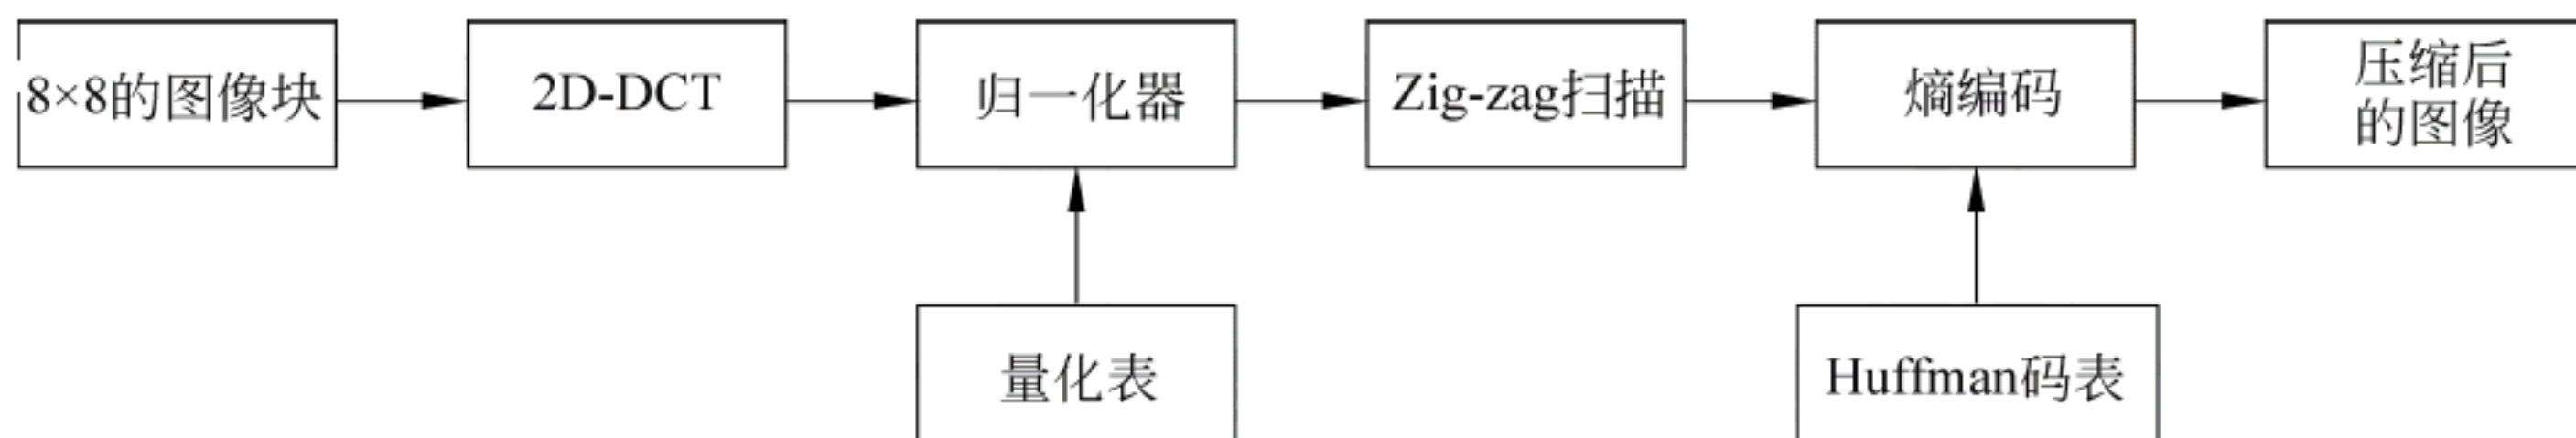 8×8的图像块
2D-DCT
归一化器
Zig-zag扫描
熵编码
压缩后
的图像
量化表
Huffman码表